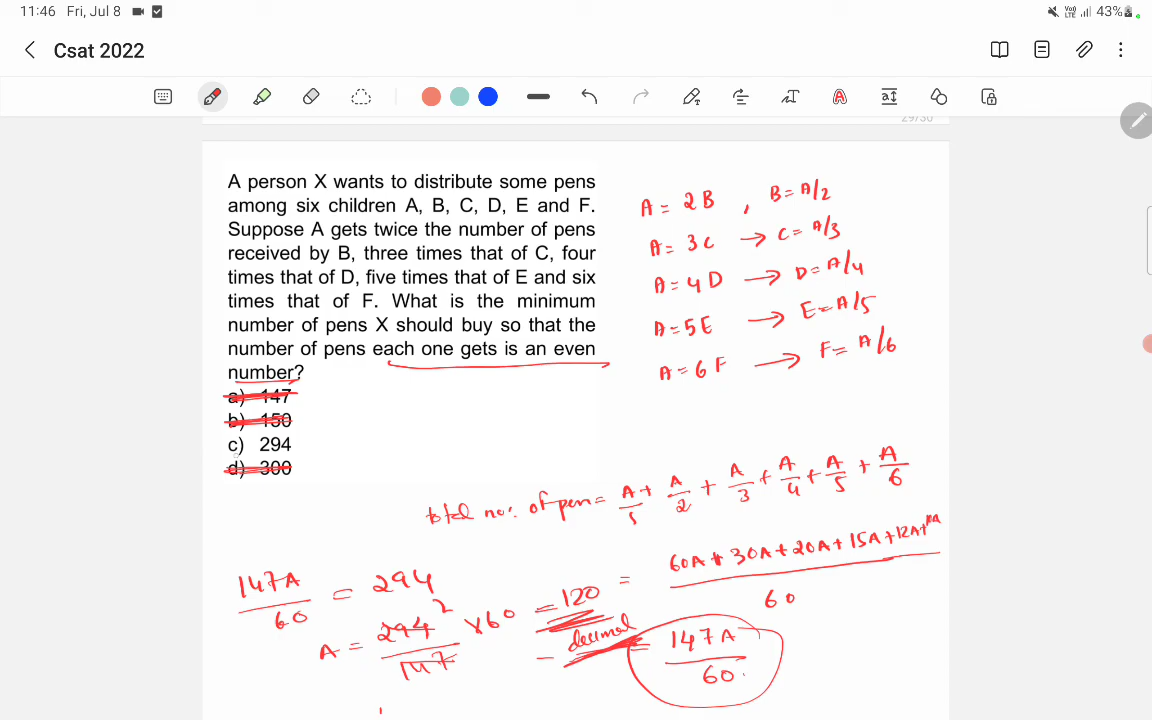 11:46 Fri, Jul 8
43%
Csat 2022
29/30
A person X wants to distribute some pens
among six children A, B, C, D, E and F.
Suppose A gets twice the number of pens
received by B, three times that of C, four
times that of D, five times that of E and six
times that of F. What is the minimum
number of pens X should buy so that the
number of pens each one gets is an even
number?
a) 147
b) 150
c) 294
d) 300
A = 2B , B = A/2
A = 3C → C = A/3
A = 4D → D = A/4
A = 5E → E = A/5
A = 6F → F = A/6
total no: of pen = A/1 + A/2 + A/3 + A/4 + A/5 + A/6
= 60A + 30A + 20A + 15A + 12A + 10A / 60
= 147A / 60
147A / 60 = 294
A = 294 2 / 147 × 60 = 120
– decimal